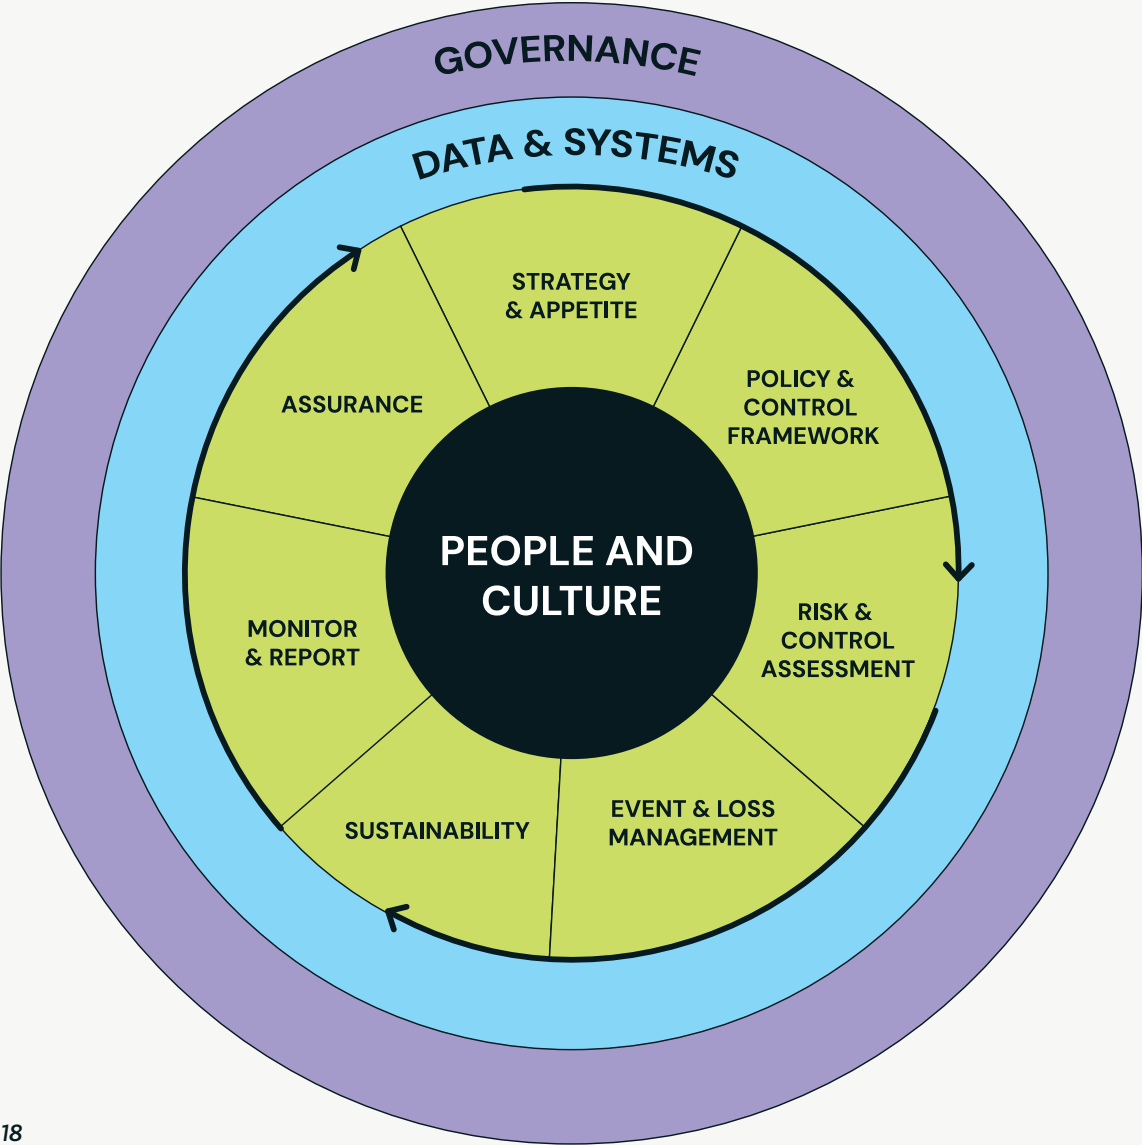 GOVERNANCE
DATA & SYSTEMS
STRATEGY
& APPETITE
POLICY &
CONTROL
FRAMEWORK
RISK &
CONTROL
ASSESSMENT
EVENT & LOSS
MANAGEMENT
SUSTAINABILITY
MONITOR
& REPORT
ASSURANCE
PEOPLE AND
CULTURE
18